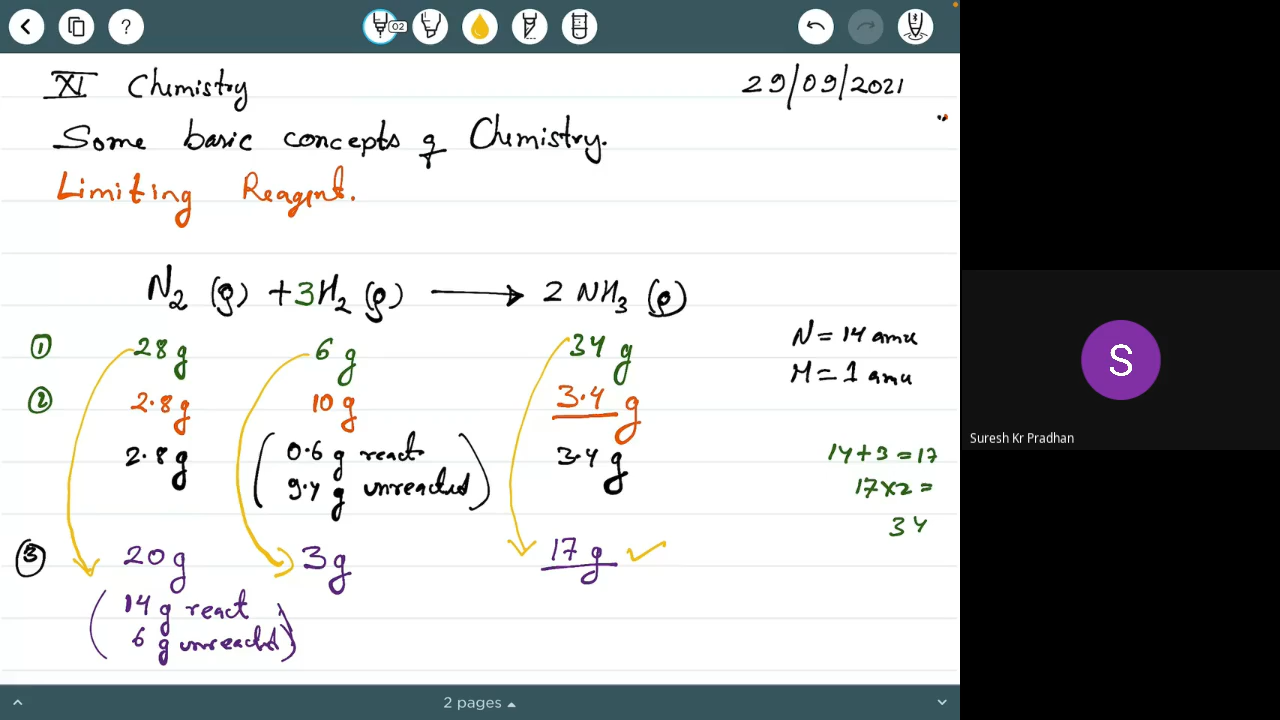 02
XI Chemistry
29/09/2021
Some basic concepts of Chemistry.
Limiting Reagent.
N₂ (g) + 3H₂ (g) ⟶ 2 NH₃ (g)
① 28 g 6 g 34 g
② 2.8 g 10 g 3.4 g
2.8 g (0.6 g react 9.4 g unreacted) 3.4 g
③ 20 g 3 g 17 g ✓
(14 g react
6 g unreacted)
N = 14 amu
H = 1 amu
14 + 3 = 17
17 × 2 =
34
S
Suresh Kr Pradhan
2 pages